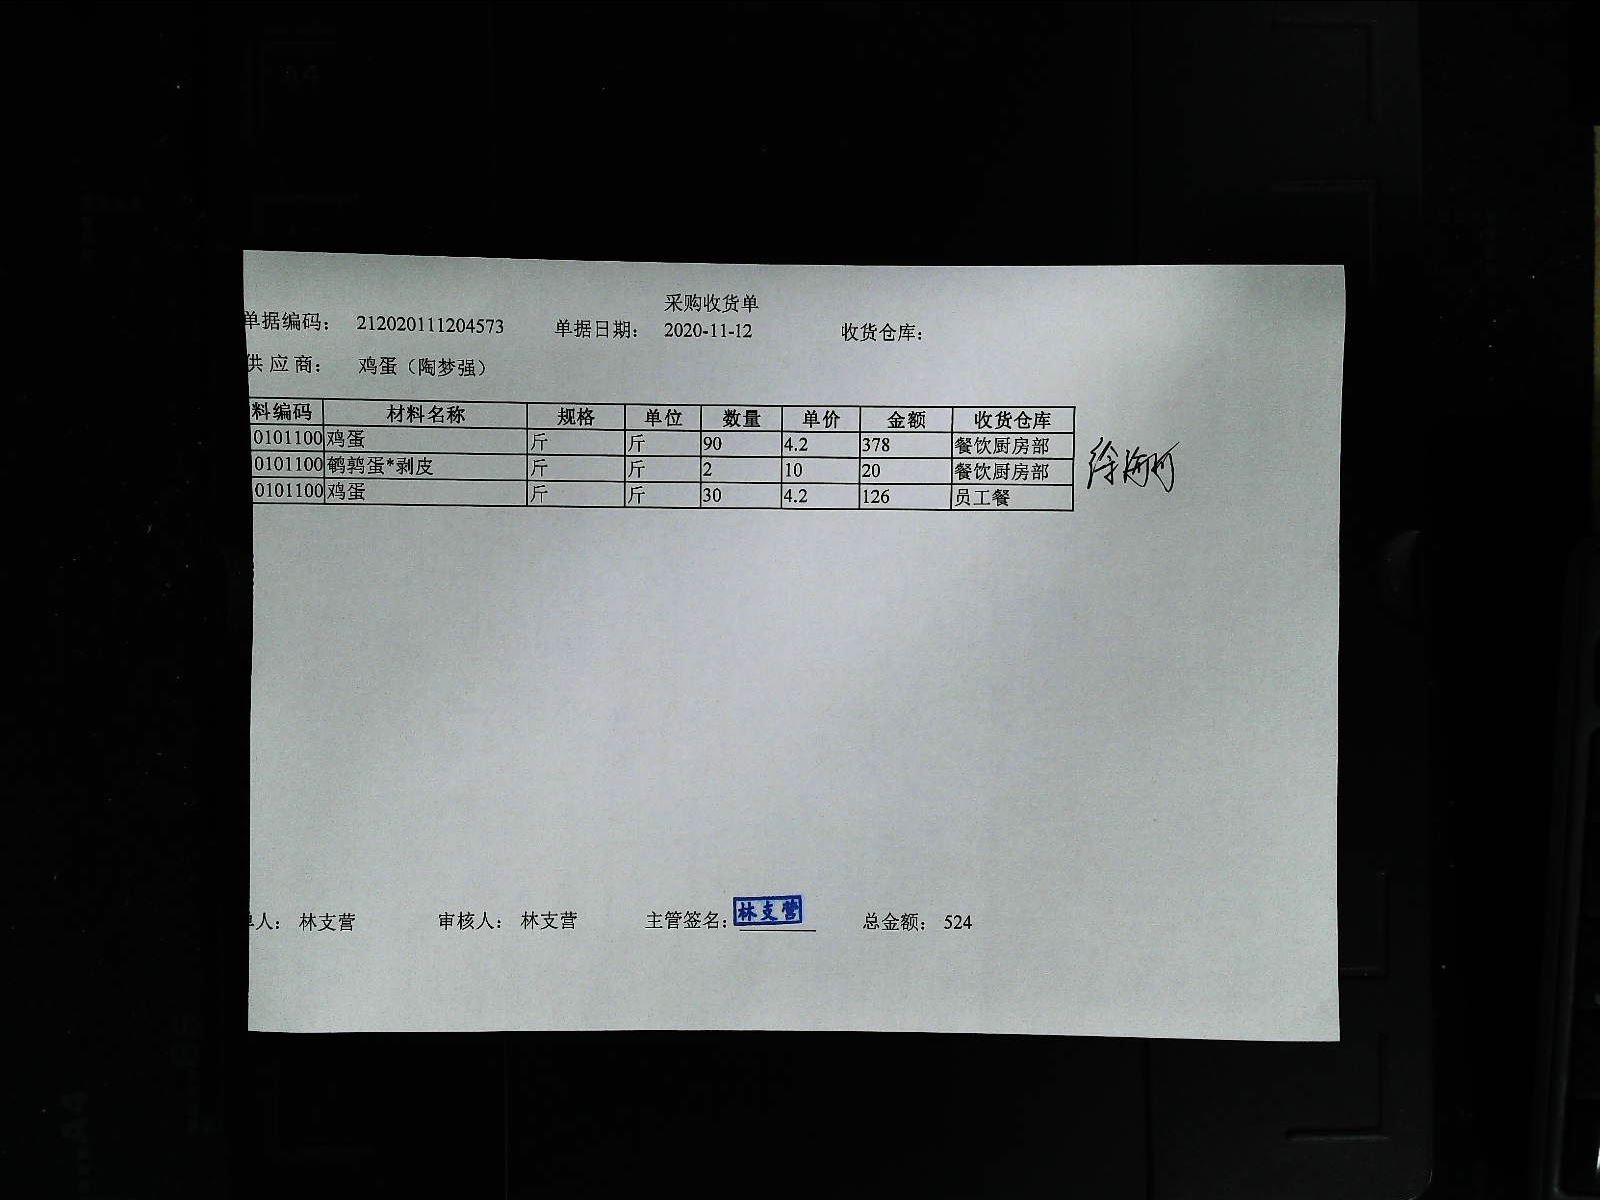 采购收货单
单据编码： 212020111204573 单据日期： 2020-11-12 收货仓库：
供 应 商： 鸡蛋（陶梦强）
料编码 材料名称 规格 单位 数量 单价 金额 收货仓库
0101100 鸡蛋 斤 斤 90 4.2 378 餐饮厨房部
0101100 鹌鹑蛋*剥皮 斤 斤 2 10 20 餐饮厨房部
0101100 鸡蛋 斤 斤 30 4.2 126 员工餐
人： 林支营 审核人： 林支营 主管签名： 林支营 总金额： 524